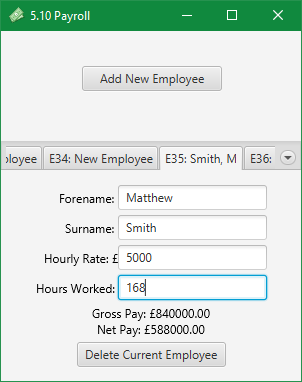 5.10 Payroll
Add New Employee
ployee E34: New Employee E35: Smith, M E36:
Forename: Matthew
Surname: Smith
Hourly Rate: £ 5000
Hours Worked: 168
Gross Pay: £840000.00
Net Pay: £588000.00
Delete Current Employee